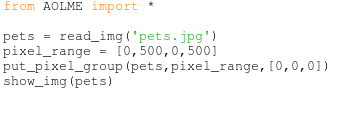 from AOLME import *
pets = read_img('pets.jpg')
pixel_range = [0,500,0,500]
put_pixel_group(pets,pixel_range,[0,0,0])
show_img(pets)